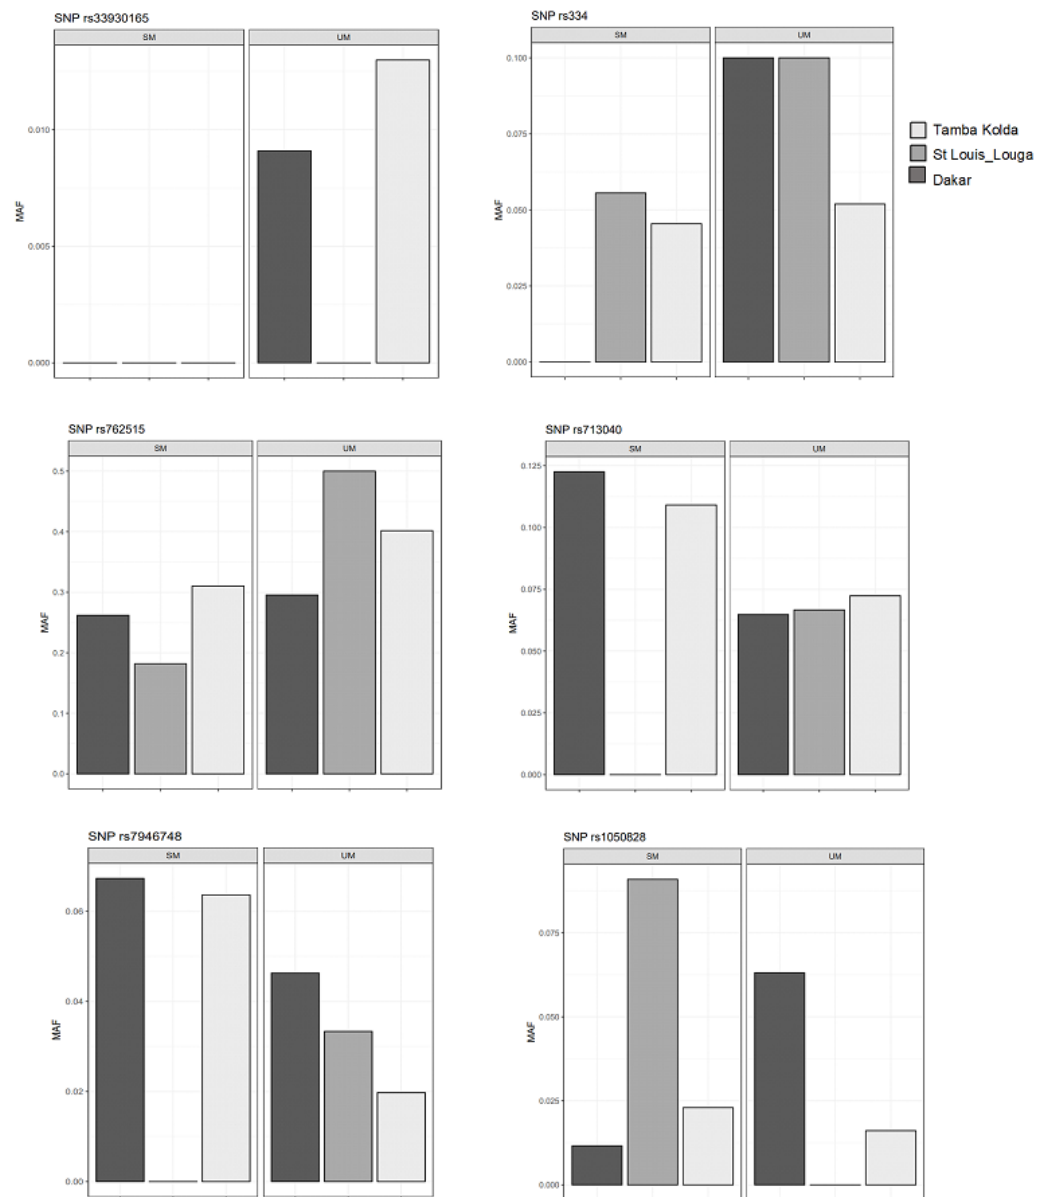 SNP rs33930165
SM UM
0.010
0.005
0.000
MAF
SNP rs334
SM UM
0.100
0.075
0.050
0.025
0.000
MAF
Tamba Kolda
St Louis_Louga
Dakar
SNP rs762515
SM UM
0.5
0.4
0.3
0.2
0.1
0.0
MAF
SNP rs713040
SM UM
0.125
0.100
0.075
0.050
0.025
0.000
MAF
SNP rs7946748
SM UM
0.06
0.04
0.02
0.00
MAF
SNP rs1050828
SM UM
0.075
0.050
0.025
0.000
MAF